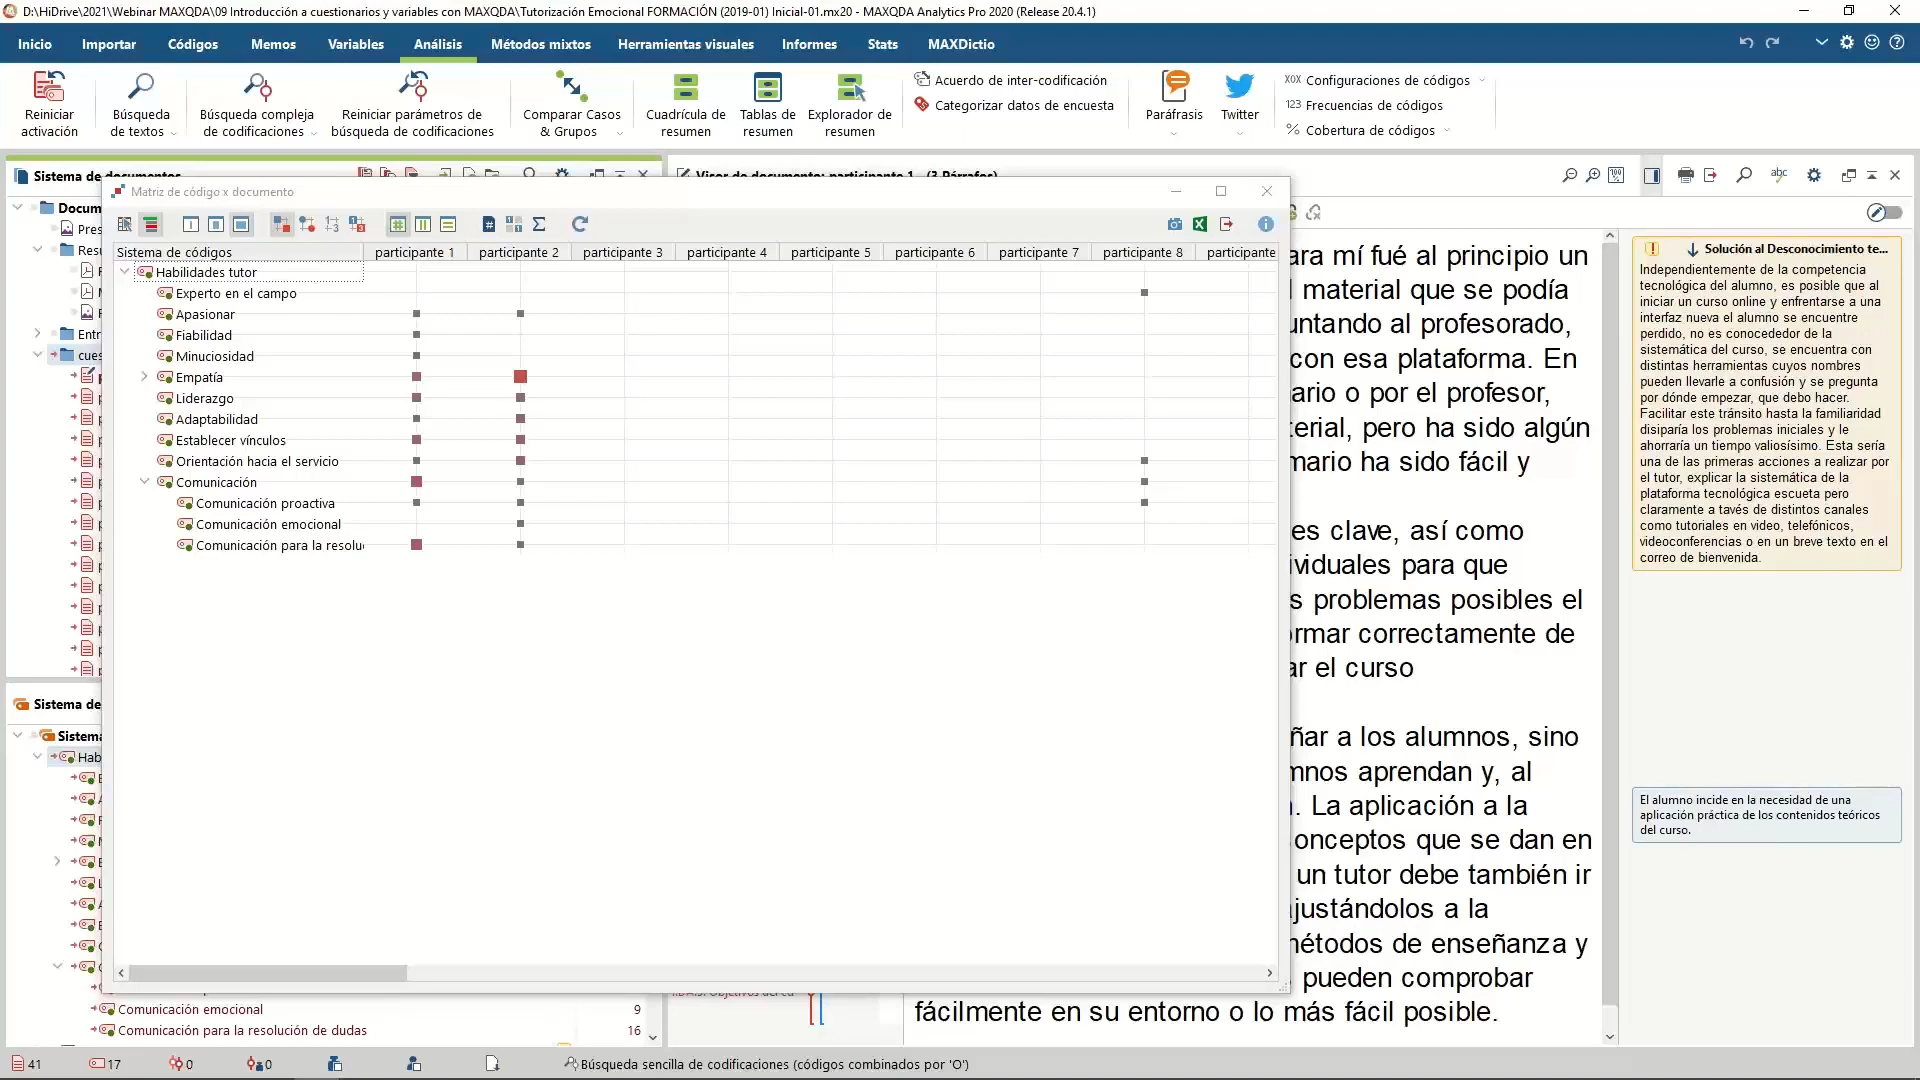 D:\HiDrive\2021\Webinar MAXQDA\09 Introducción a cuestionarios y variables con MAXQDA\Tutorización Emocional FORMACIÓN (2019-01) Inicial-01.mx20 - MAXQDA Analytics Pro 2020 (Release 20.4.1)
Inicio Importar Códigos Memos Variables Análisis Métodos mixtos Herramientas visuales Informes Stats MAXDictio
Reiniciar activación
Búsqueda de textos
Búsqueda compleja de codificaciones
Reiniciar parámetros de búsqueda de codificaciones
Comparar Casos & Grupos
Cuadrícula de resumen
Tablas de resumen
Explorador de resumen
Acuerdo de inter-codificación
Categorizar datos de encuesta
Paráfrasis
Twitter
Configuraciones de códigos
Frecuencias de códigos
Cobertura de códigos
Sistema de documentos
Visor de documento: participante 1 (3 Párrafos)
Matriz de código x documento
Docum
Pres
Resu
Entr
cues
Sistema de códigos participante 1 participante 2 participante 3 participante 4 participante 5 participante 6 participante 7 participante 8 participante
Habilidades tutor
Experto en el campo
Apasionar
Fiabilidad
Minuciosidad
Empatía
Liderazgo
Adaptabilidad
Establecer vínculos
Orientación hacia el servicio
Comunicación
Comunicación proactiva
Comunicación emocional
Comunicación para la resolu
ara mí fué al principio un
material que se podía
untando al profesorado,
con esa plataforma. En
ario o por el profesor,
terial, pero ha sido algún
mario ha sido fácil y
es clave, así como
ividuales para que
s problemas posibles el
ormar correctamente de
ar el curso
ñar a los alumnos, sino
mnos aprendan y, al
. La aplicación a la
onceptos que se dan en
un tutor debe también ir
justándolos a la
nétodos de enseñanza y
pueden comprobar
fácilmente en su entorno o lo más fácil posible.
Solución al Desconocimiento te...
Independientemente de la competencia
tecnológica del alumno, es posible que al
iniciar un curso online y enfrentarse a una
interfaz nueva el alumno se encuentre
perdido, no es conocededor de la
sistemática del curso, se encuentra con
distintas herramientas cuyos nombres
pueden llevarle a confusión y se pregunta
por dónde empezar, que debo hacer.
Facilitar este tránsito hasta la familiaridad
disiparía los problemas iniciales y le
ahorraría un tiempo valiosísimo. Esta sería
una de las primeras acciones a realizar por
el tutor, explicar la sistemática de la
plataforma tecnológica escueta pero
claramente a tavés de distintos canales
como tutoriales en video, telefónicos,
videoconferencias o en un breve texto en el
correo de bienvenida.
El alumno incide en la necesidad de una
aplicación práctica de los contenidos teóricos
del curso.
Sistema de
Sistema
Hab
Comunicación emocional 9
Comunicación para la resolución de dudas 16
41 17 0 0 Búsqueda sencilla de codificaciones (códigos combinados por 'O')